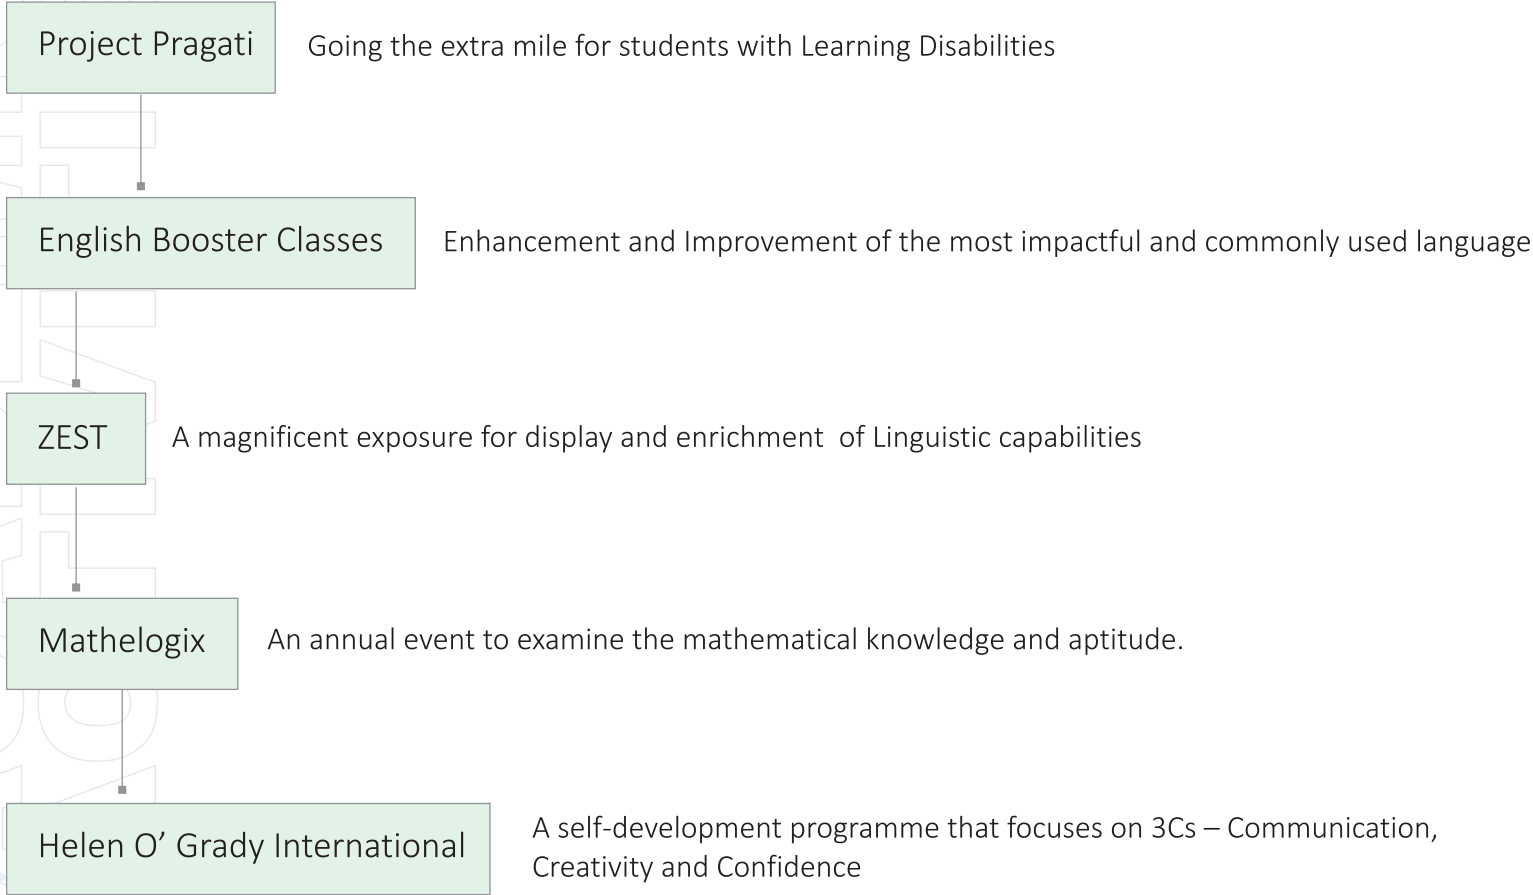 Project Pragati
Going the extra mile for students with Learning Disabilities
English Booster Classes
Enhancement and Improvement of the most impactful and commonly used language
ZEST
A magnificent exposure for display and enrichment  of Linguistic capabilities
Mathelogix
An annual event to examine the mathematical knowledge and aptitude.
Helen O’ Grady International
A self-development programme that focuses on 3Cs – Communication,
Creativity and Confidence